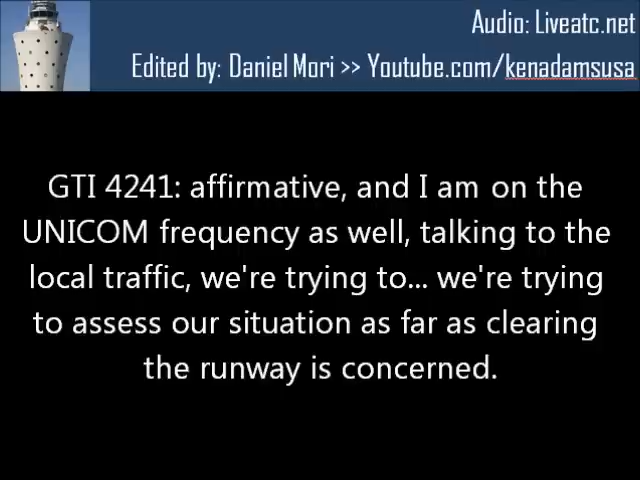 Audio: Liveatc.net
Edited by: Daniel Mori >> Youtube.com/kenadamsusa
GTI 4241: affirmative, and I am on the
UNICOM frequency as well, talking to the
local traffic, we're trying to... we're trying
to assess our situation as far as clearing
the runway is concerned.